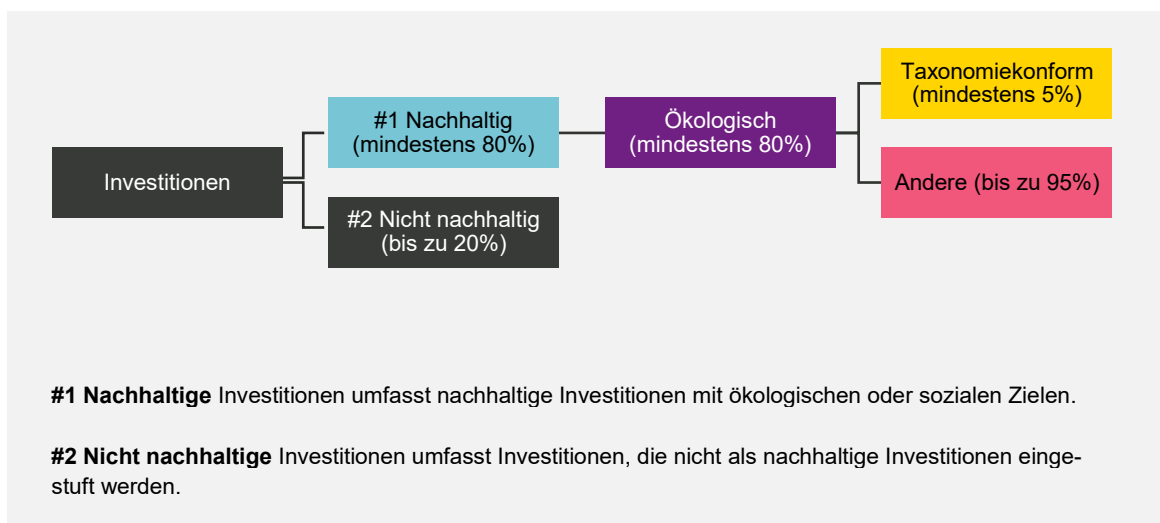 Investitionen
#1 Nachhaltig
(mindestens 80%)
#2 Nicht nachhaltig
(bis zu 20%)
Ökologisch
(mindestens 80%)
Taxonomiekonform
(mindestens 5%)
Andere (bis zu 95%)
#1 Nachhaltige Investitionen umfasst nachhaltige Investitionen mit ökologischen oder sozialen Zielen.
#2 Nicht nachhaltige Investitionen umfasst Investitionen, die nicht als nachhaltige Investitionen einge-
stuft werden.